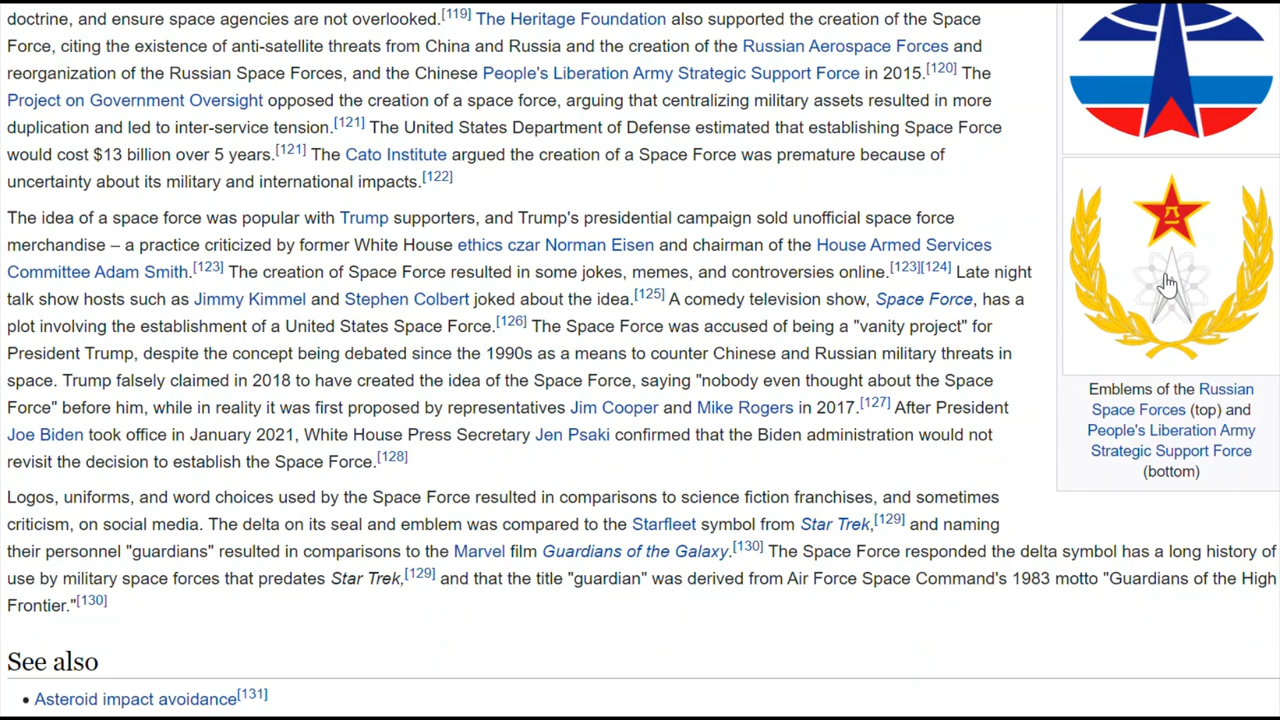 doctrine, and ensure space agencies are not overlooked.[119] The Heritage Foundation also supported the creation of the Space
Force, citing the existence of anti-satellite threats from China and Russia and the creation of the Russian Aerospace Forces and
reorganization of the Russian Space Forces, and the Chinese People's Liberation Army Strategic Support Force in 2015.[120] The
Project on Government Oversight opposed the creation of a space force, arguing that centralizing military assets resulted in more
duplication and led to inter-service tension.[121] The United States Department of Defense estimated that establishing Space Force
would cost $13 billion over 5 years.[121] The Cato Institute argued the creation of a Space Force was premature because of
uncertainty about its military and international impacts.[122]
The idea of a space force was popular with Trump supporters, and Trump's presidential campaign sold unofficial space force
merchandise – a practice criticized by former White House ethics czar Norman Eisen and chairman of the House Armed Services
Committee Adam Smith.[123] The creation of Space Force resulted in some jokes, memes, and controversies online.[123][124] Late night
talk show hosts such as Jimmy Kimmel and Stephen Colbert joked about the idea.[125] A comedy television show, Space Force, has a
plot involving the establishment of a United States Space Force.[126] The Space Force was accused of being a "vanity project" for
President Trump, despite the concept being debated since the 1990s as a means to counter Chinese and Russian military threats in
space. Trump falsely claimed in 2018 to have created the idea of the Space Force, saying "nobody even thought about the Space
Force" before him, while in reality it was first proposed by representatives Jim Cooper and Mike Rogers in 2017.[127] After President
Joe Biden took office in January 2021, White House Press Secretary Jen Psaki confirmed that the Biden administration would not
revisit the decision to establish the Space Force.[128]
Logos, uniforms, and word choices used by the Space Force resulted in comparisons to science fiction franchises, and sometimes
criticism, on social media. The delta on its seal and emblem was compared to the Starfleet symbol from Star Trek,[129] and naming
their personnel "guardians" resulted in comparisons to the Marvel film Guardians of the Galaxy.[130] The Space Force responded the delta symbol has a long history of
use by military space forces that predates Star Trek,[129] and that the title "guardian" was derived from Air Force Space Command's 1983 motto "Guardians of the High
Frontier."[130]
See also
• Asteroid impact avoidance[131]
八一
Emblems of the Russian
Space Forces (top) and
People's Liberation Army
Strategic Support Force
(bottom)